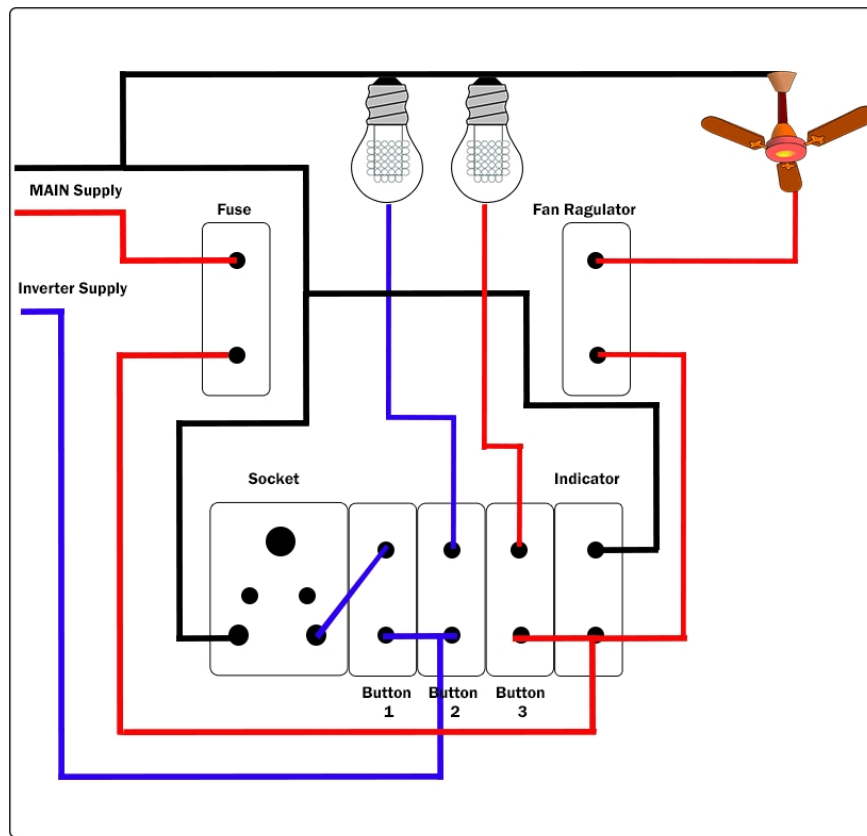 MAIN Supply
Fuse
Fan Ragulator
Inverter Supply
Socket
Indicator
Button
1
Button
2
Button
3